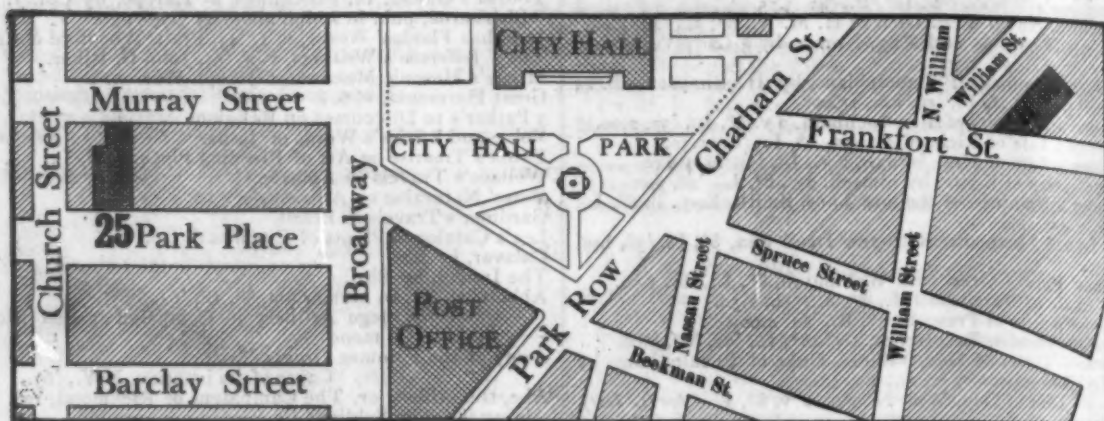 CITY HALL
Chatham St.
N. William
William St.
Murray Street
Frankfort St.
Church Street
CITY HALL PARK
25 Park Place
Broadway
Spruce Street
Nassau Street
William Street
POST
OFFICE
Park Row
Beekman St.
Barclay Street